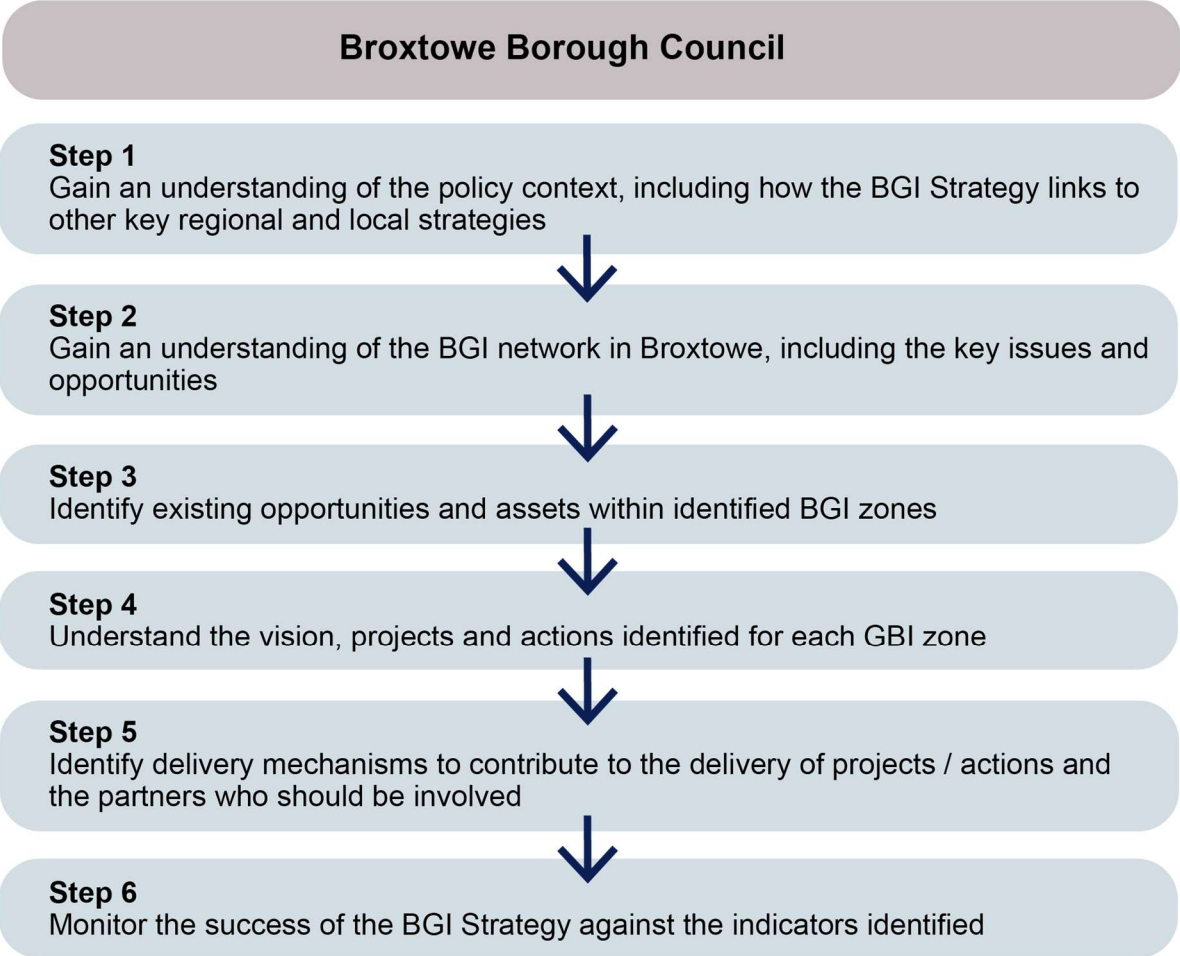 Broxtowe Borough Council
Step 1
Gain an understanding of the policy context, including how the BGI Strategy links to
other key regional and local strategies
Step 2
Gain an understanding of the BGI network in Broxtowe, including the key issues and
opportunities
Step 3
Identify existing opportunities and assets within identified BGI zones
Step 4
Understand the vision, projects and actions identified for each GBI zone
Step 5
Identify delivery mechanisms to contribute to the delivery of projects / actions and
the partners who should be involved
Step 6
Monitor the success of the BGI Strategy against the indicators identified